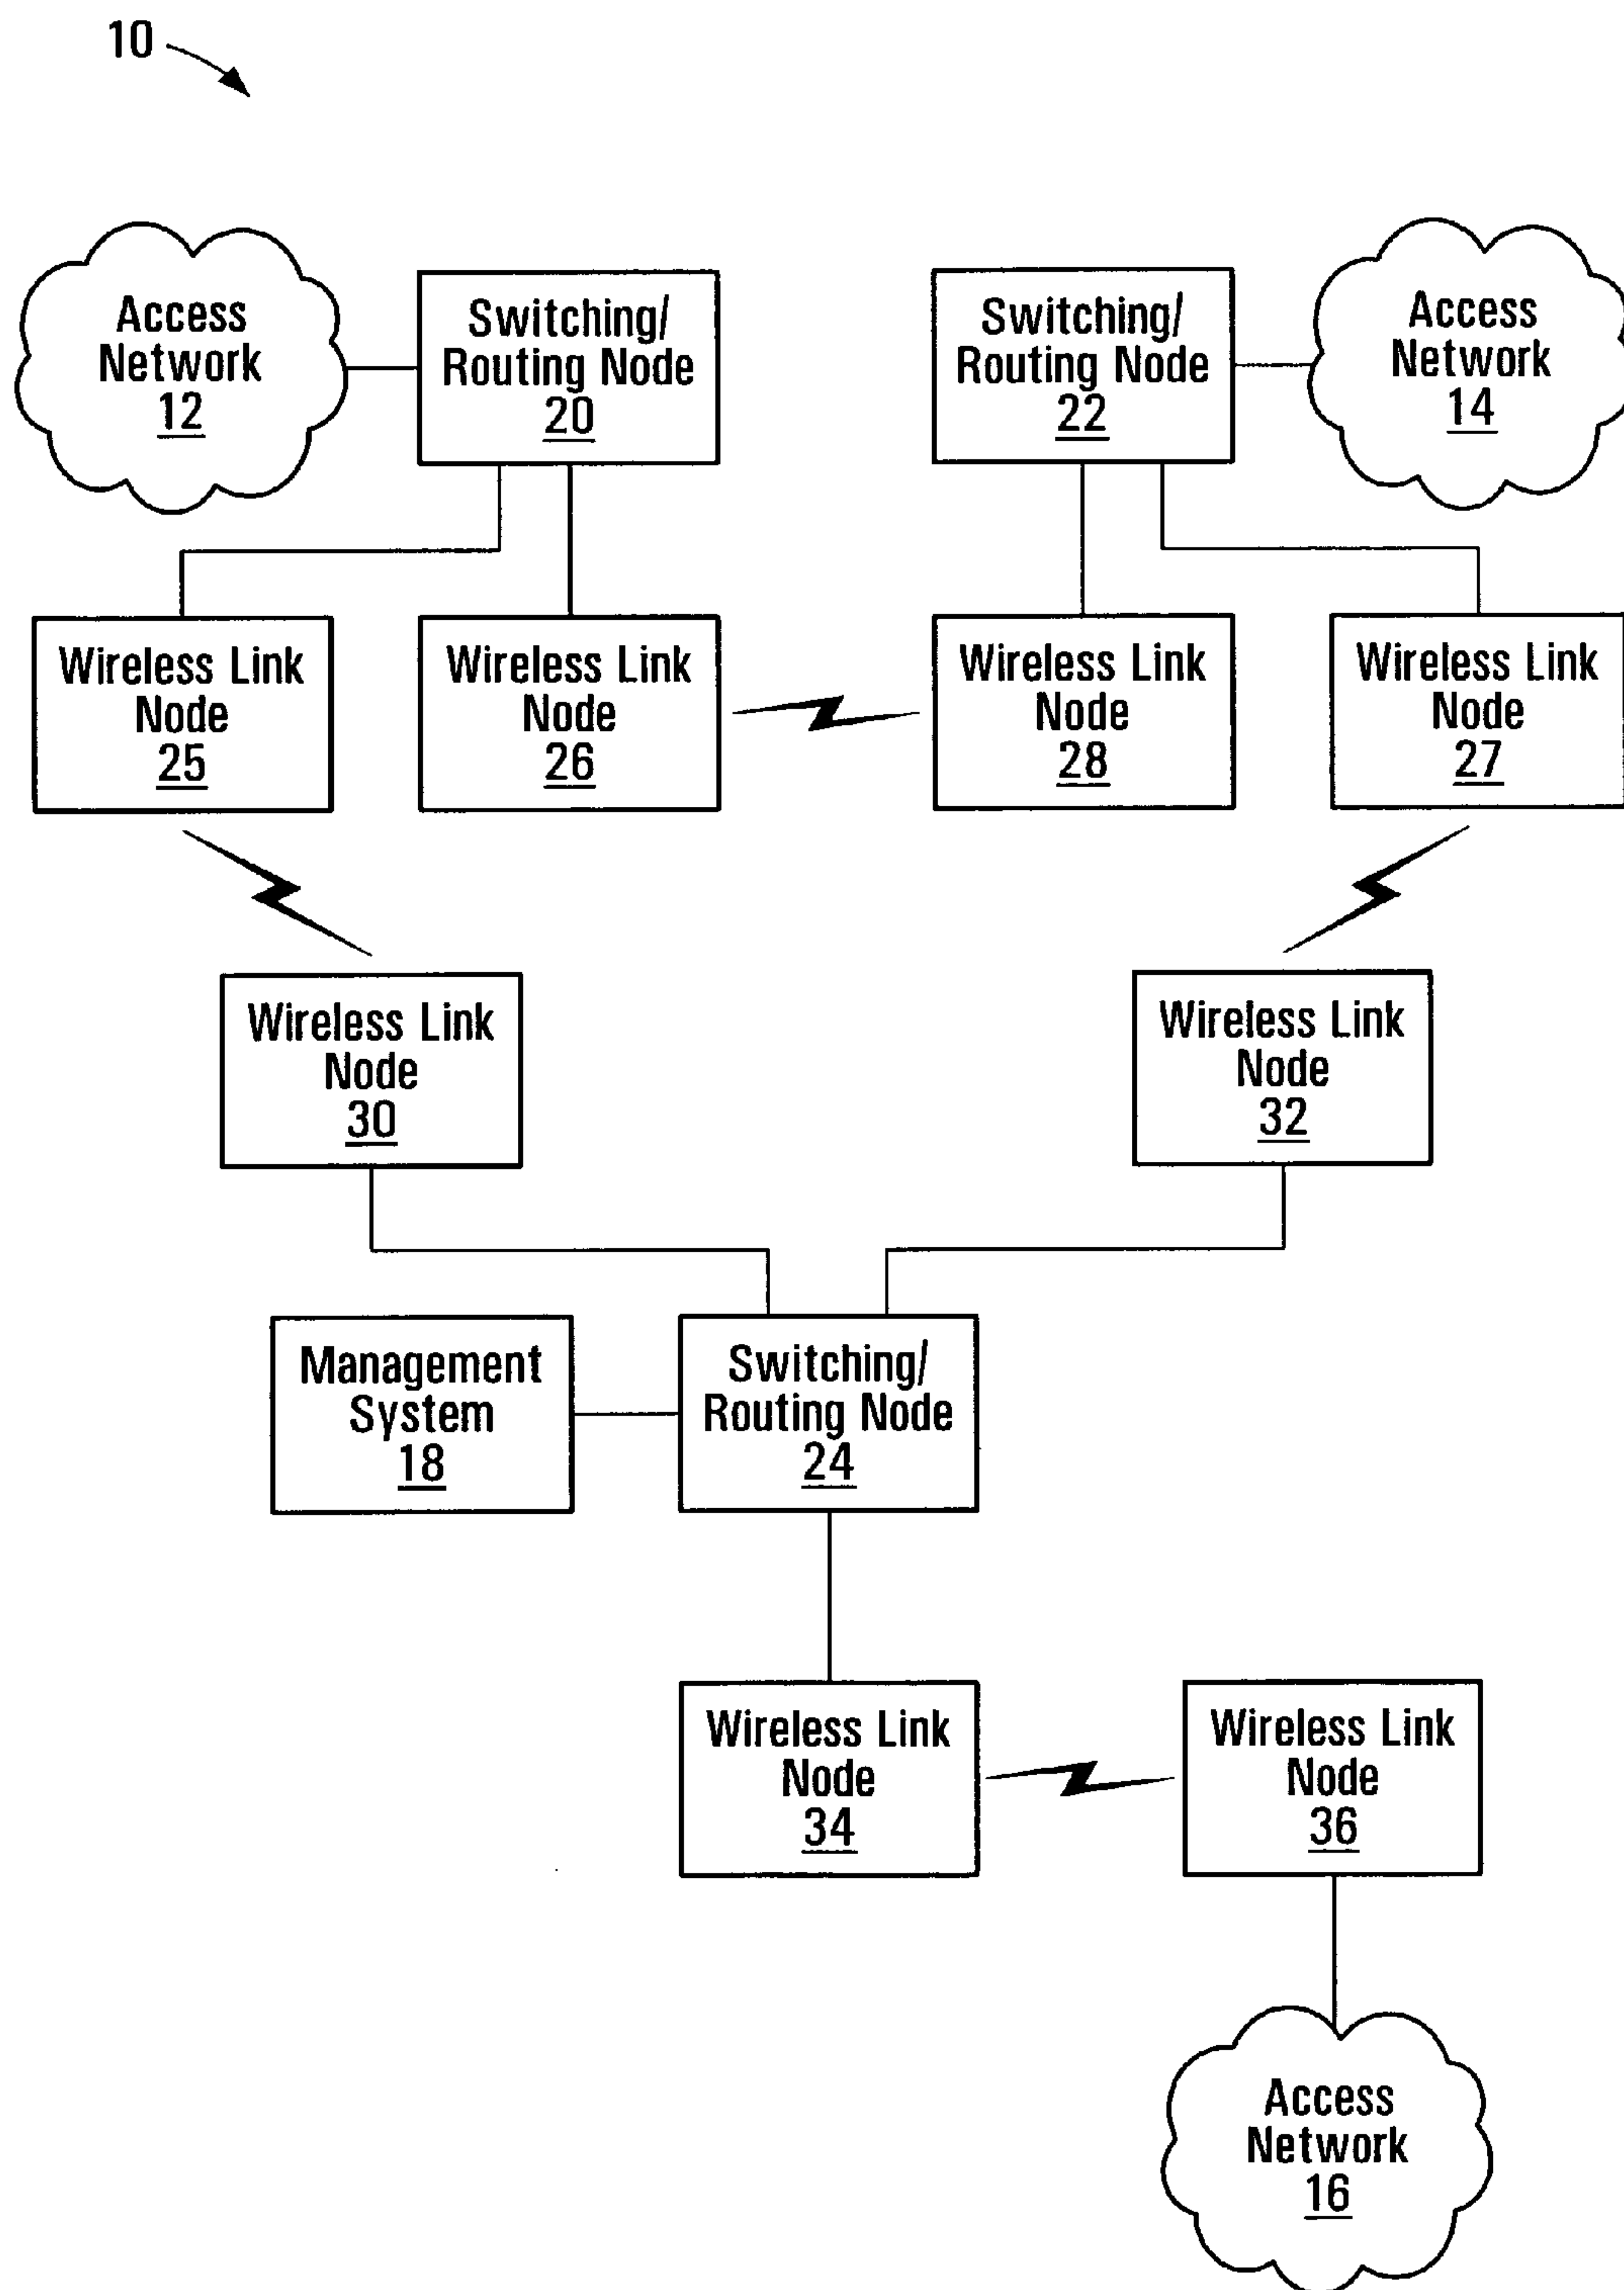 10
Access
Network
12
Switching/
Routing Node
20
Switching/
Routing Node
22
Access
Network
14
Wireless Link
Node
25
Wireless Link
Node
26
Wireless Link
Node
28
Wireless Link
Node
27
Wireless Link
Node
30
Wireless Link
Node
32
Management
System
18
Switching/
Routing Node
24
Wireless Link
Node
34
Wireless Link
Node
36
Access
Network
16